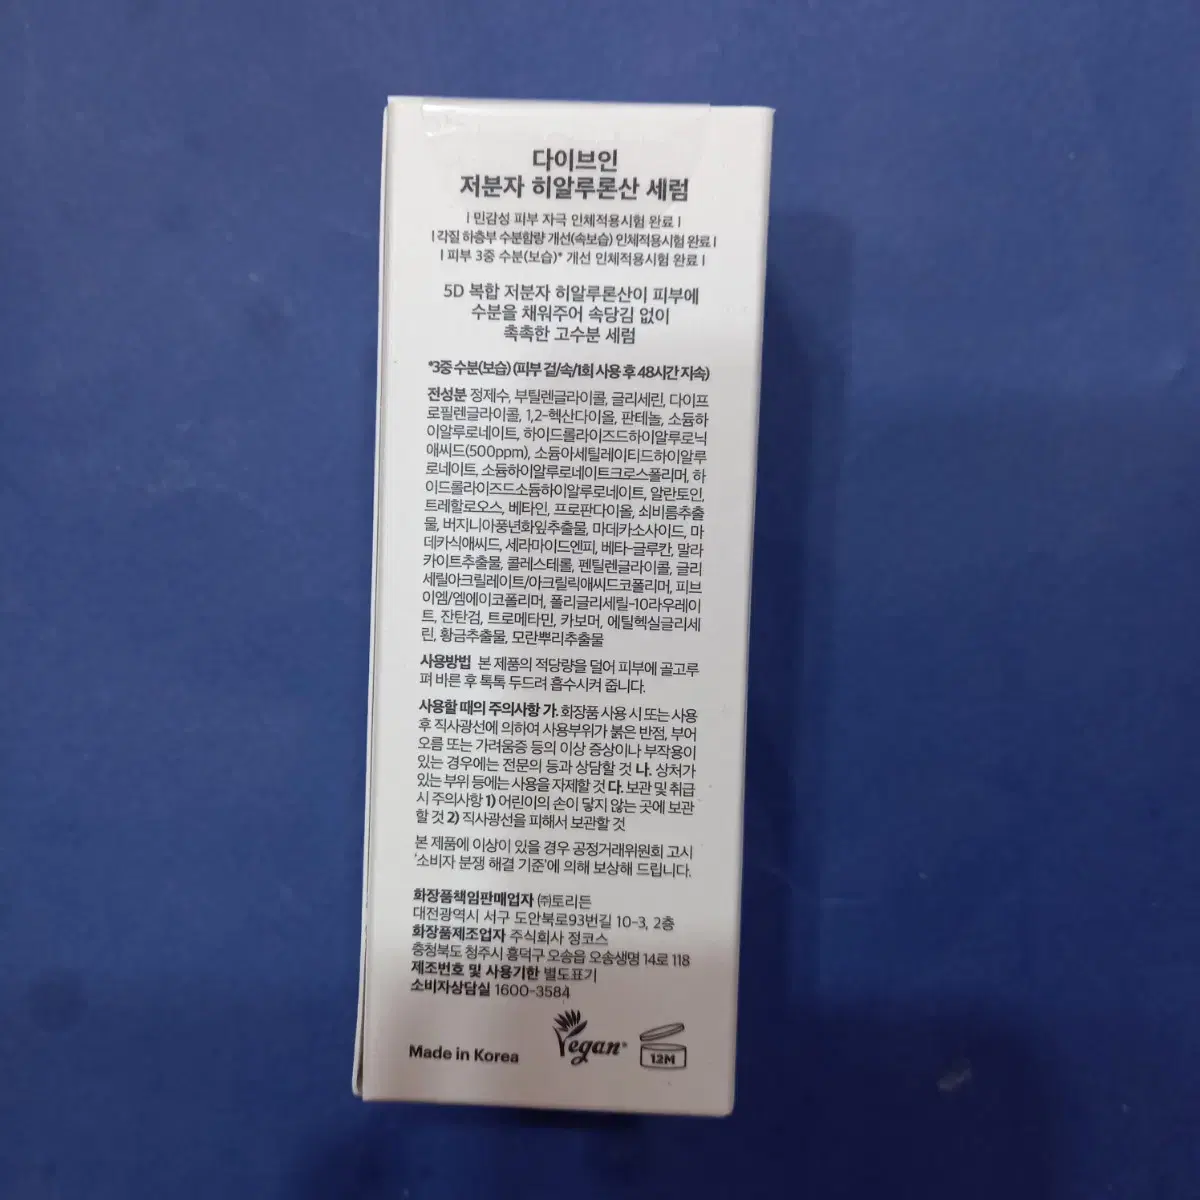 다이브인
저분자 히알루론산 세럼
| 민감성 피부 자극 인체적용시험 완료 |
| 각질 하층부 수분함량 개선(속보습) 인체적용시험 완료 |
| 피부 3중 수분(보습)* 개선 인체적용시험 완료 |
5D 복합 저분자 히알루론산이 피부에
수분을 채워주어 속당김 없이
촉촉한 고수분 세럼
*3중 수분(보습) (피부 겉/속/1회 사용 후 48시간 지속)
전성분 정제수, 부틸렌글라이콜, 글리세린, 다이프
로필렌글라이콜, 1,2-헥산다이올, 판테놀, 소듐하
이알루로네이트, 하이드롤라이즈드하이알루로닉
애씨드(500ppm), 소듐아세틸레이티드하이알루
로네이트, 소듐하이알루로네이트크로스폴리머, 하
이드롤라이즈드소듐하이알루로네이트, 알란토인,
트레할로오스, 베타인, 프로판다이올, 쇠비름추출
물, 버지니아풍년화잎추출물, 마데카소사이드, 마
데카식애씨드, 세라마이드엔피, 베타-글루칸, 말라
카이트추출물, 콜레스테롤, 펜틸렌글라이콜, 글리
세릴아크릴레이트/아크릴릭애씨드코폴리머, 피브
이엠/엠에이코폴리머, 폴리글리세릴-10라우레이
트, 잔탄검, 트로메타민, 카보머, 에틸헥실글리세
린, 황금추출물, 모란뿌리추출물
사용방법 본 제품의 적당량을 덜어 피부에 골고루
펴 바른 후 톡톡 두드려 흡수시켜 줍니다.
사용할 때의 주의사항 가. 화장품 사용 시 또는 사용
후 직사광선에 의하여 사용부위가 붉은 반점, 부어
오름 또는 가려움증 등의 이상 증상이나 부작용이
있는 경우에는 전문의 등과 상담할 것 나. 상처가
있는 부위 등에는 사용을 자제할 것 다. 보관 및 취급
시 주의사항 1) 어린이의 손이 닿지 않는 곳에 보관
할 것 2) 직사광선을 피해서 보관할 것
본 제품에 이상이 있을 경우 공정거래위원회 고시
'소비자 분쟁 해결 기준'에 의해 보상해 드립니다.
화장품책임판매업자 ㈜토리든
대전광역시 서구 도안북로93번길 10-3, 2층
화장품제조업자 주식회사 정코스
충청북도 청주시 흥덕구 오송읍 오송생명 14로 118
제조번호 및 사용기한 별도표기
소비자상담실 1600-3584
Made in Korea
Vegan
12M